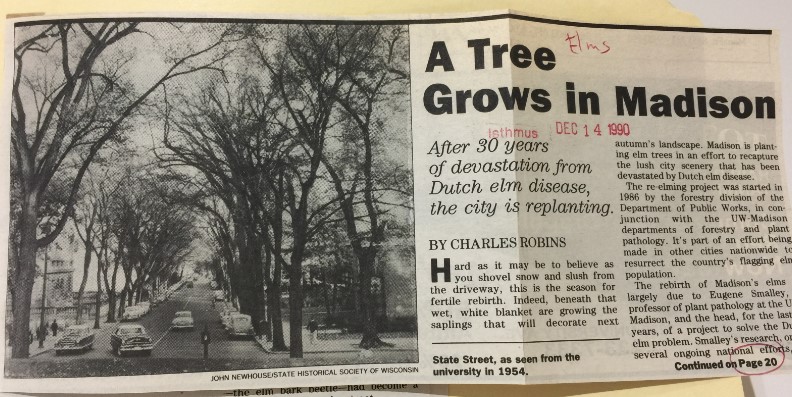 A Tree
Elms
Grows in Madison
Isthmus DEC 14 1990
After 30 years
of devastation from
Dutch elm disease,
the city is replanting.
BY CHARLES ROBINS
Hard as it may be to believe as
you shovel snow and slush from
the driveway, this is the season for
fertile rebirth. Indeed, beneath that
wet, white blanket are growing the
saplings that will decorate next
autumn's landscape. Madison is plant-
ing elm trees in an effort to recapture
the lush city scenery that has been
devastated by Dutch elm disease.
The re-elming project was started in
1986 by the forestry division of the
Department of Public Works, in con-
junction with the UW-Madison
departments of forestry and plant
pathology. It's part of an effort being
made in other cities nationwide to
resurrect the country's flagging elm
population.
The rebirth of Madison's elms
largely due to Eugene Smalley,
professor of plant pathology at the U
Madison, and the head, for the last
years, of a project to solve the Du
elm problem. Smalley's research, on
several ongoing national efforts,
Continued on Page 20
State Street, as seen from the
university in 1954.
JOHN NEWHOUSE/STATE HISTORICAL SOCIETY OF WISCONSIN
—the elm bark beetle—had become a